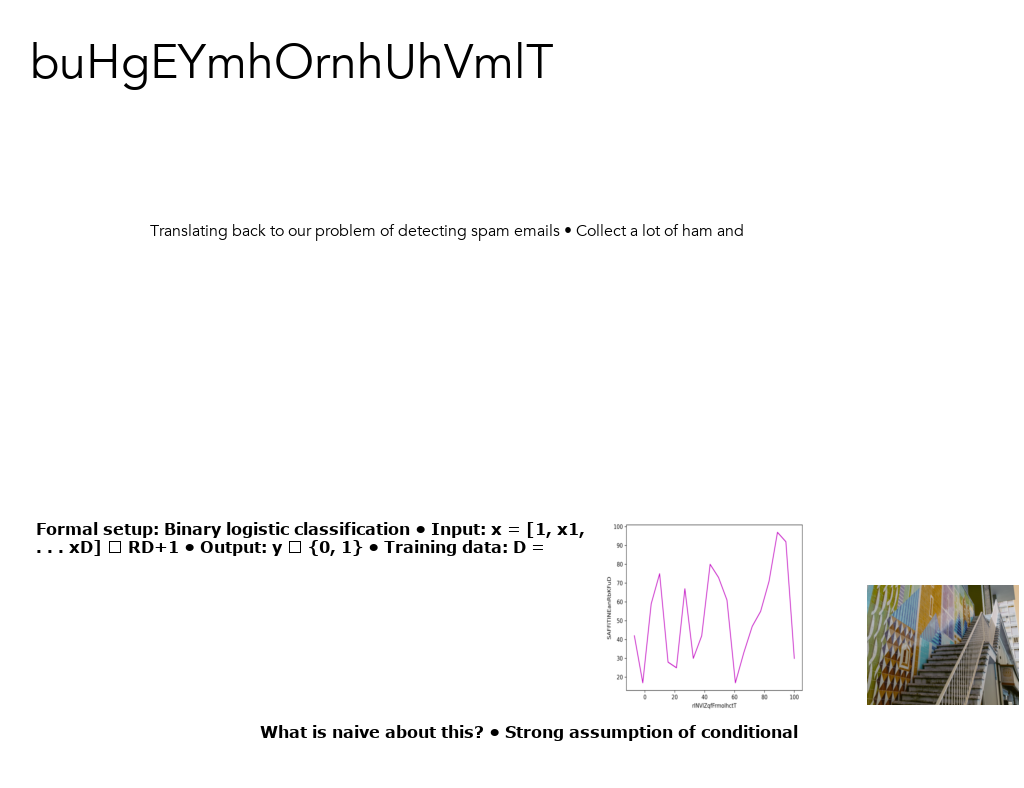 buHgEYmhOrnhUhVmlT
Translating back to our problem of detecting spam emails • Collect a lot of ham and
Formal setup: Binary logistic classification • Input: x = [1, x1,
. . . xD] □ RD+1 • Output: y □ {0, 1} • Training data: D =
100
90
80
70
60
50
40
30
20
0 20 40 60 80 100
What is naive about this? • Strong assumption of conditional